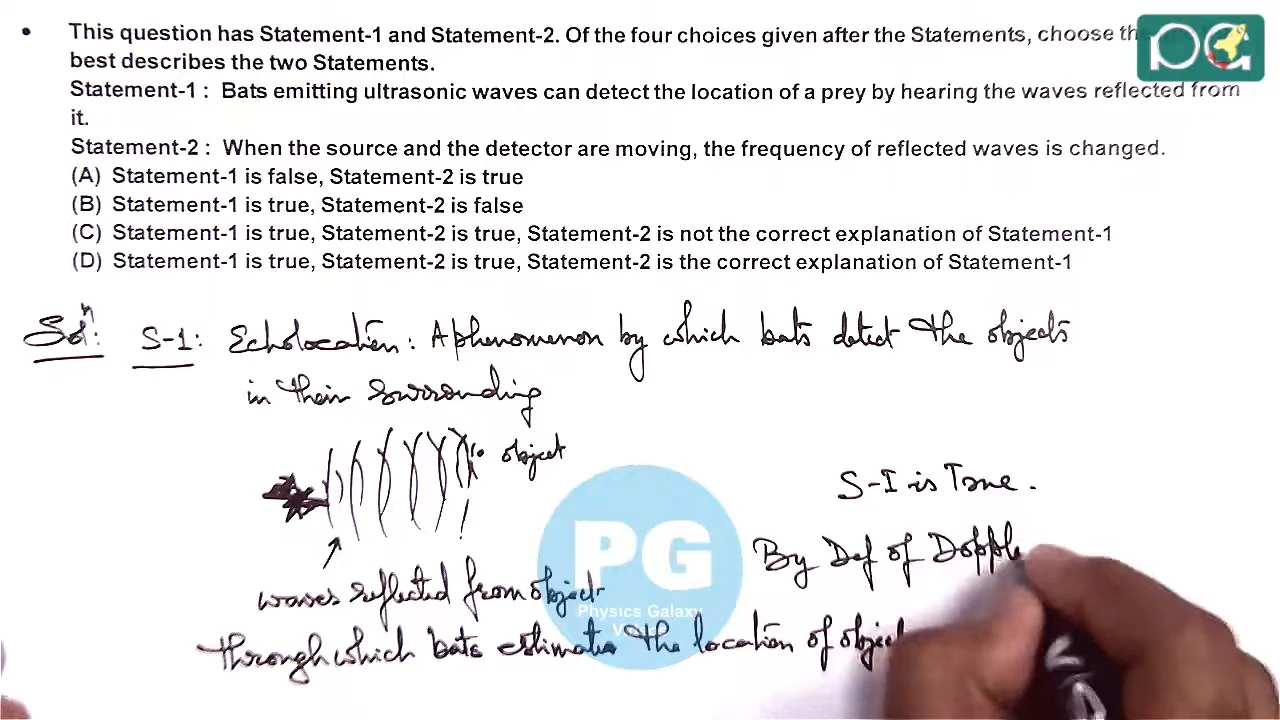 • This question has Statement-1 and Statement-2. Of the four choices given after the Statements, choose the
best describes the two Statements.
Statement-1 : Bats emitting ultrasonic waves can detect the location of a prey by hearing the waves reflected from
it.
Statement-2 : When the source and the detector are moving, the frequency of reflected waves is changed.
(A) Statement-1 is false, Statement-2 is true
(B) Statement-1 is true, Statement-2 is false
(C) Statement-1 is true, Statement-2 is true, Statement-2 is not the correct explanation of Statement-1
(D) Statement-1 is true, Statement-2 is true, Statement-2 is the correct explanation of Statement-1
Solⁿ: S-1: Echolocation: A phenomenon by which bats detect the objects
in their surrounding
object
S-I is True.
By Def of Dopple
waves reflected from object
through which bats estimates the location of object
PG
Physics Galaxy